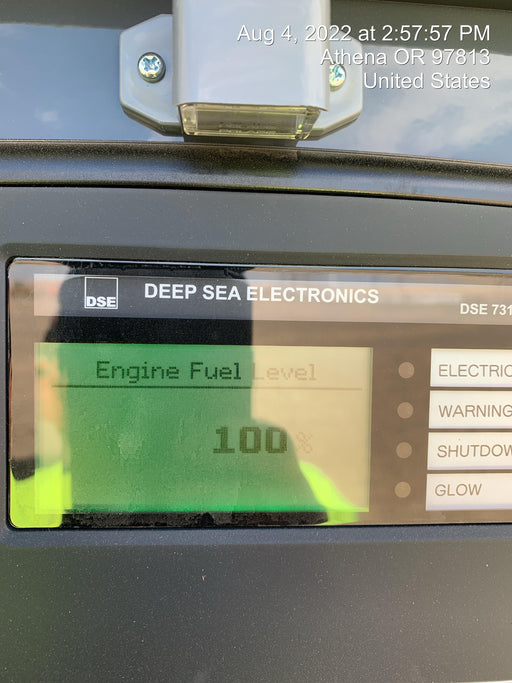 Aug 4, 2022 at 2:57:57 PM
Athena OR 97813
United States
DSE
DEEP SEA ELECTRONICS
DSE 731
Engine Fuel Level
100%
ELECTRIC
WARNING
SHUTDOW
GLOW